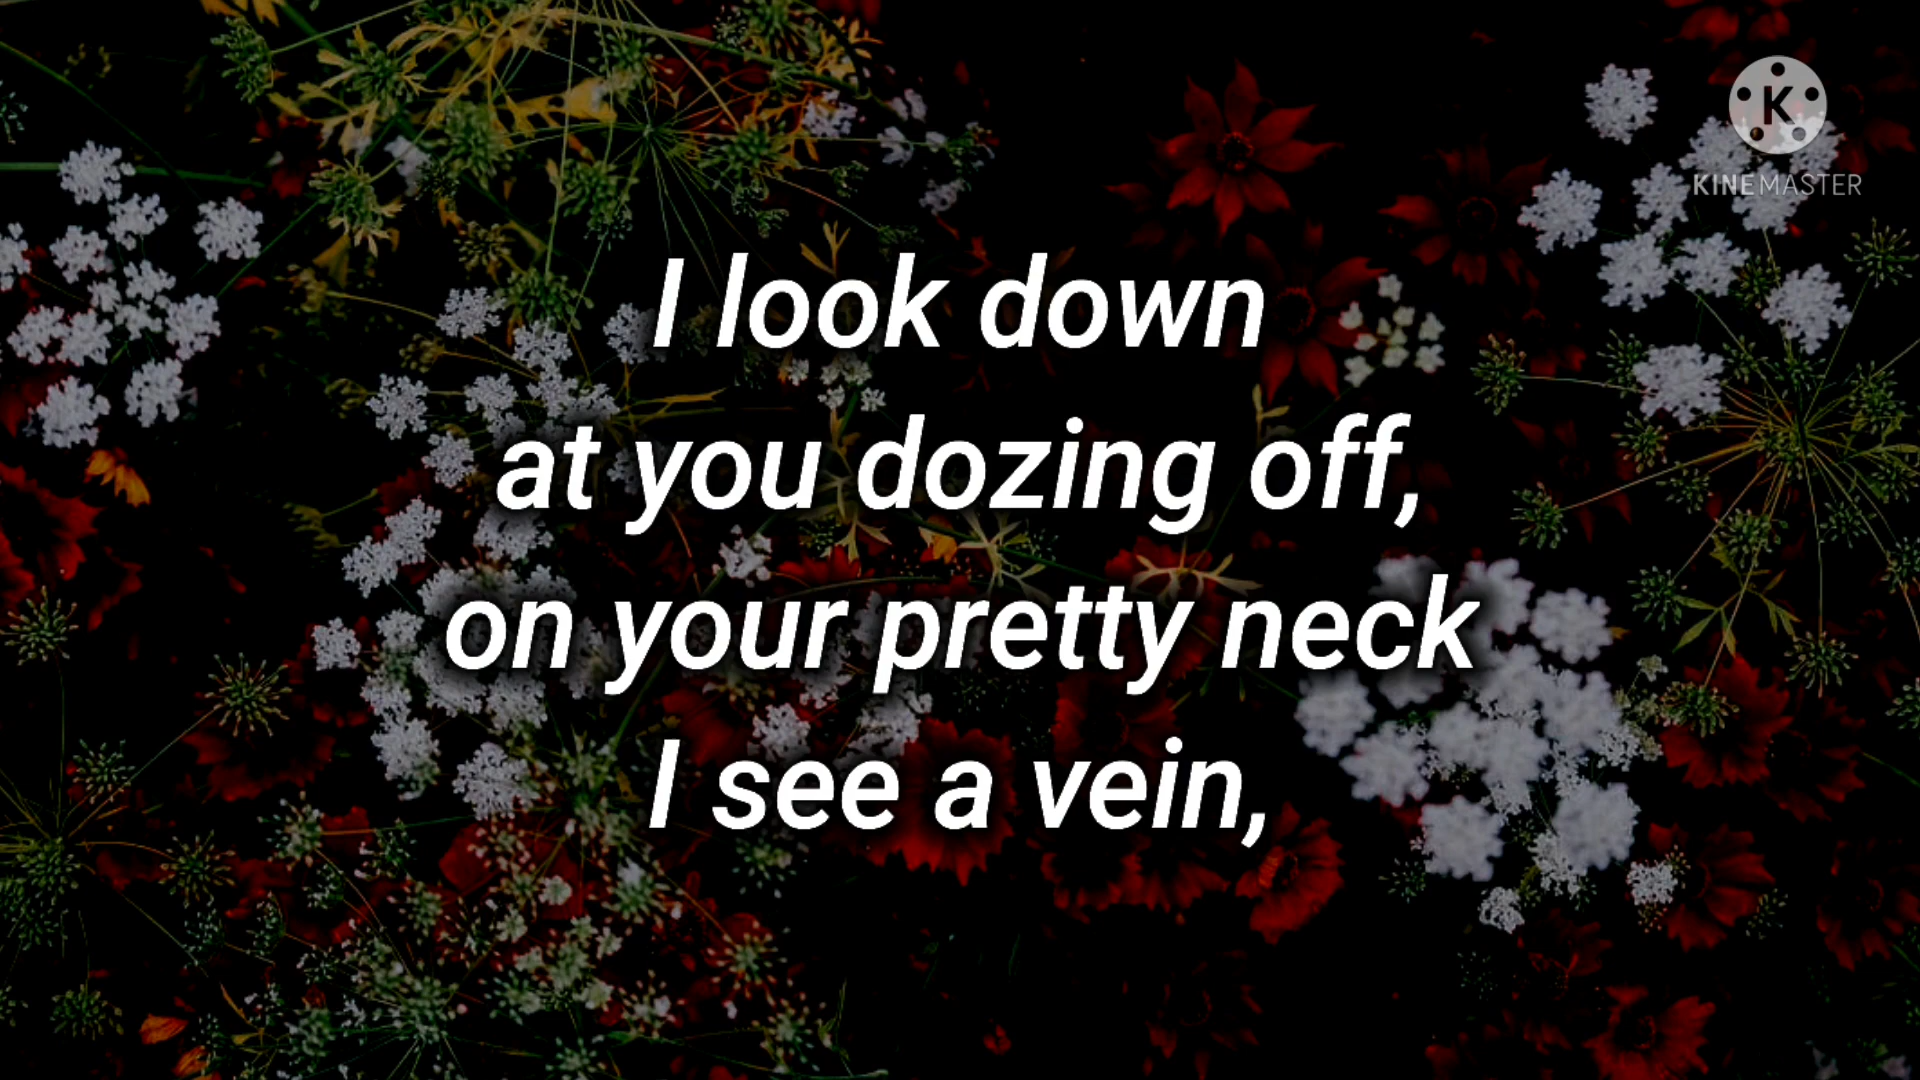 K
KINEMASTER
I look down
at you dozing off,
on your pretty neck
I see a vein,